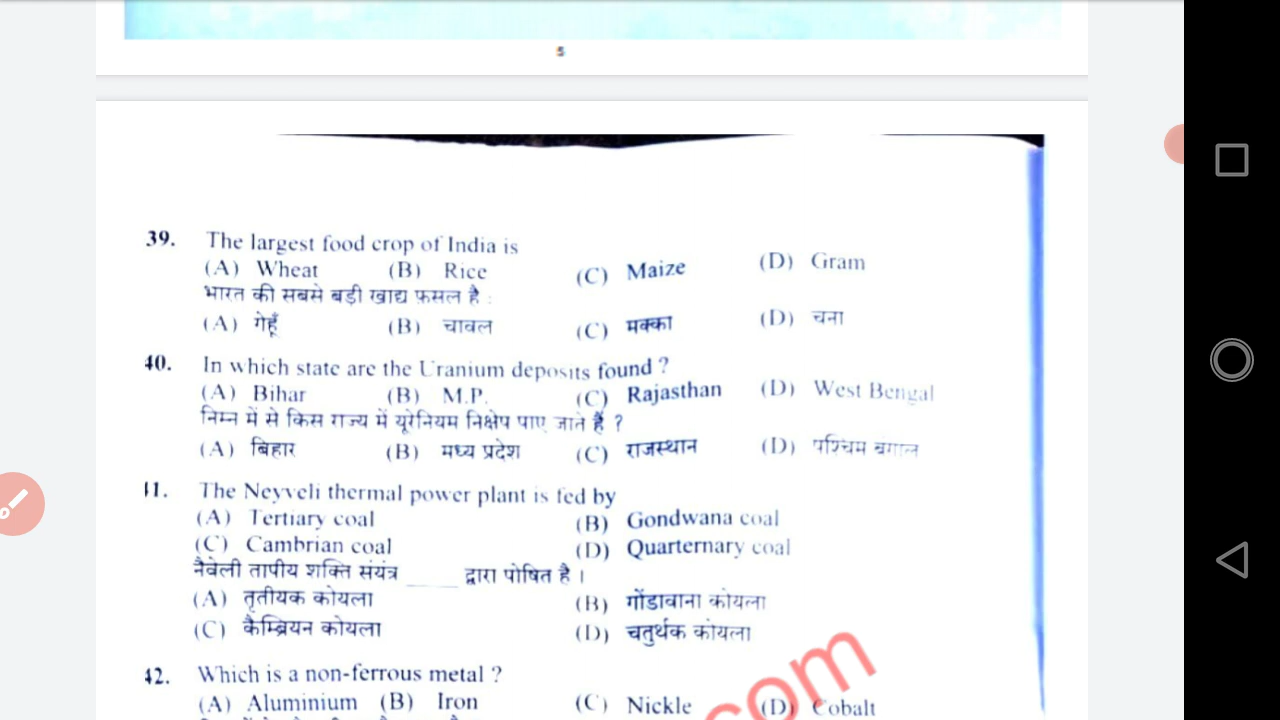 5
39. The largest food crop of India is
(A) Wheat (B) Rice (C) Maize (D) Gram
भारत की सबसे बड़ी खाद्य फ़सल है :
(A) गेहूँ (B) चावल (C) मक्का (D) चना
40. In which state are the Uranium deposits found ?
(A) Bihar (B) M.P. (C) Rajasthan (D) West Bengal
निम्न में से किस राज्य में यूरेनियम निक्षेप पाए जाते हैं ?
(A) बिहार (B) मध्य प्रदेश (C) राजस्थान (D) पश्चिम बंगाल
41. The Neyveli thermal power plant is fed by
(A) Tertiary coal (B) Gondwana coal
(C) Cambrian coal (D) Quarternary coal
नैवेली तापीय शक्ति संयंत्र ____ द्वारा पोषित है ।
(A) तृतीयक कोयला (B) गोंडावाना कोयला
(C) कैम्ब्रियन कोयला (D) चतुर्थक कोयला
42. Which is a non-ferrous metal ?
(A) Aluminium (B) Iron (C) Nickle (D) Cobalt
.com